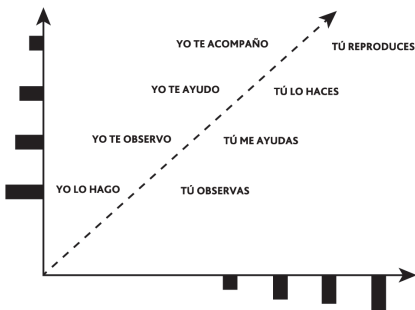 YO TE ACOMPAÑO TÚ REPRODUCES
YO TE AYUDO TÚ LO HACES
YO TE OBSERVO TÚ ME AYUDAS
YO LO HAGO TÚ OBSERVAS